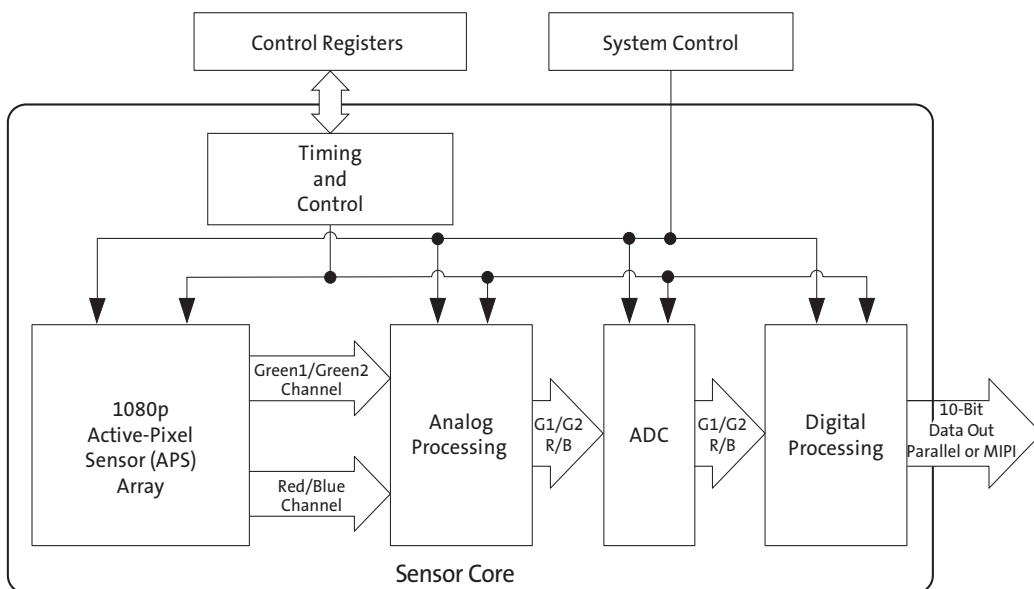 Control Registers
System Control
Timing
and
Control
1080p
Active-Pixel
Sensor (APS)
Array
Green1/Green2
Channel
Red/Blue
Channel
Analog
Processing
G1/G2
R/B
ADC
G1/G2
R/B
Digital
Processing
10-Bit
Data Out
Parallel or MIPI
Sensor Core